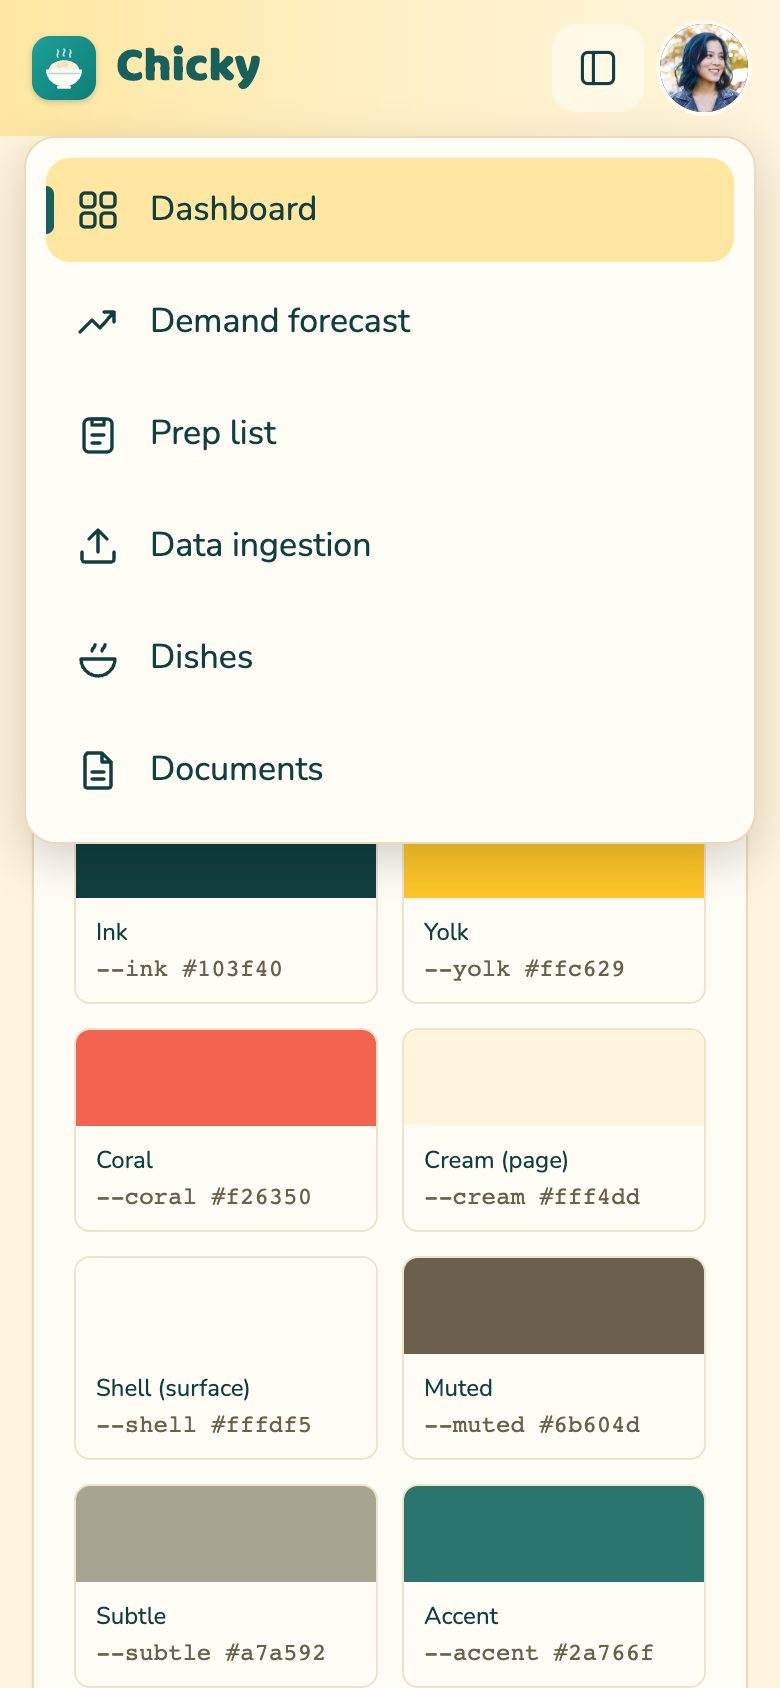 Chicky
Dashboard
Demand forecast
Prep list
Data ingestion
Dishes
Documents
Ink
--ink #103f40
Yolk
--yolk #ffc629
Coral
--coral #f26350
Cream (page)
--cream #fff4dd
Shell (surface)
--shell #fffdf5
Muted
--muted #6b604d
Subtle
--subtle #a7a592
Accent
--accent #2a766f